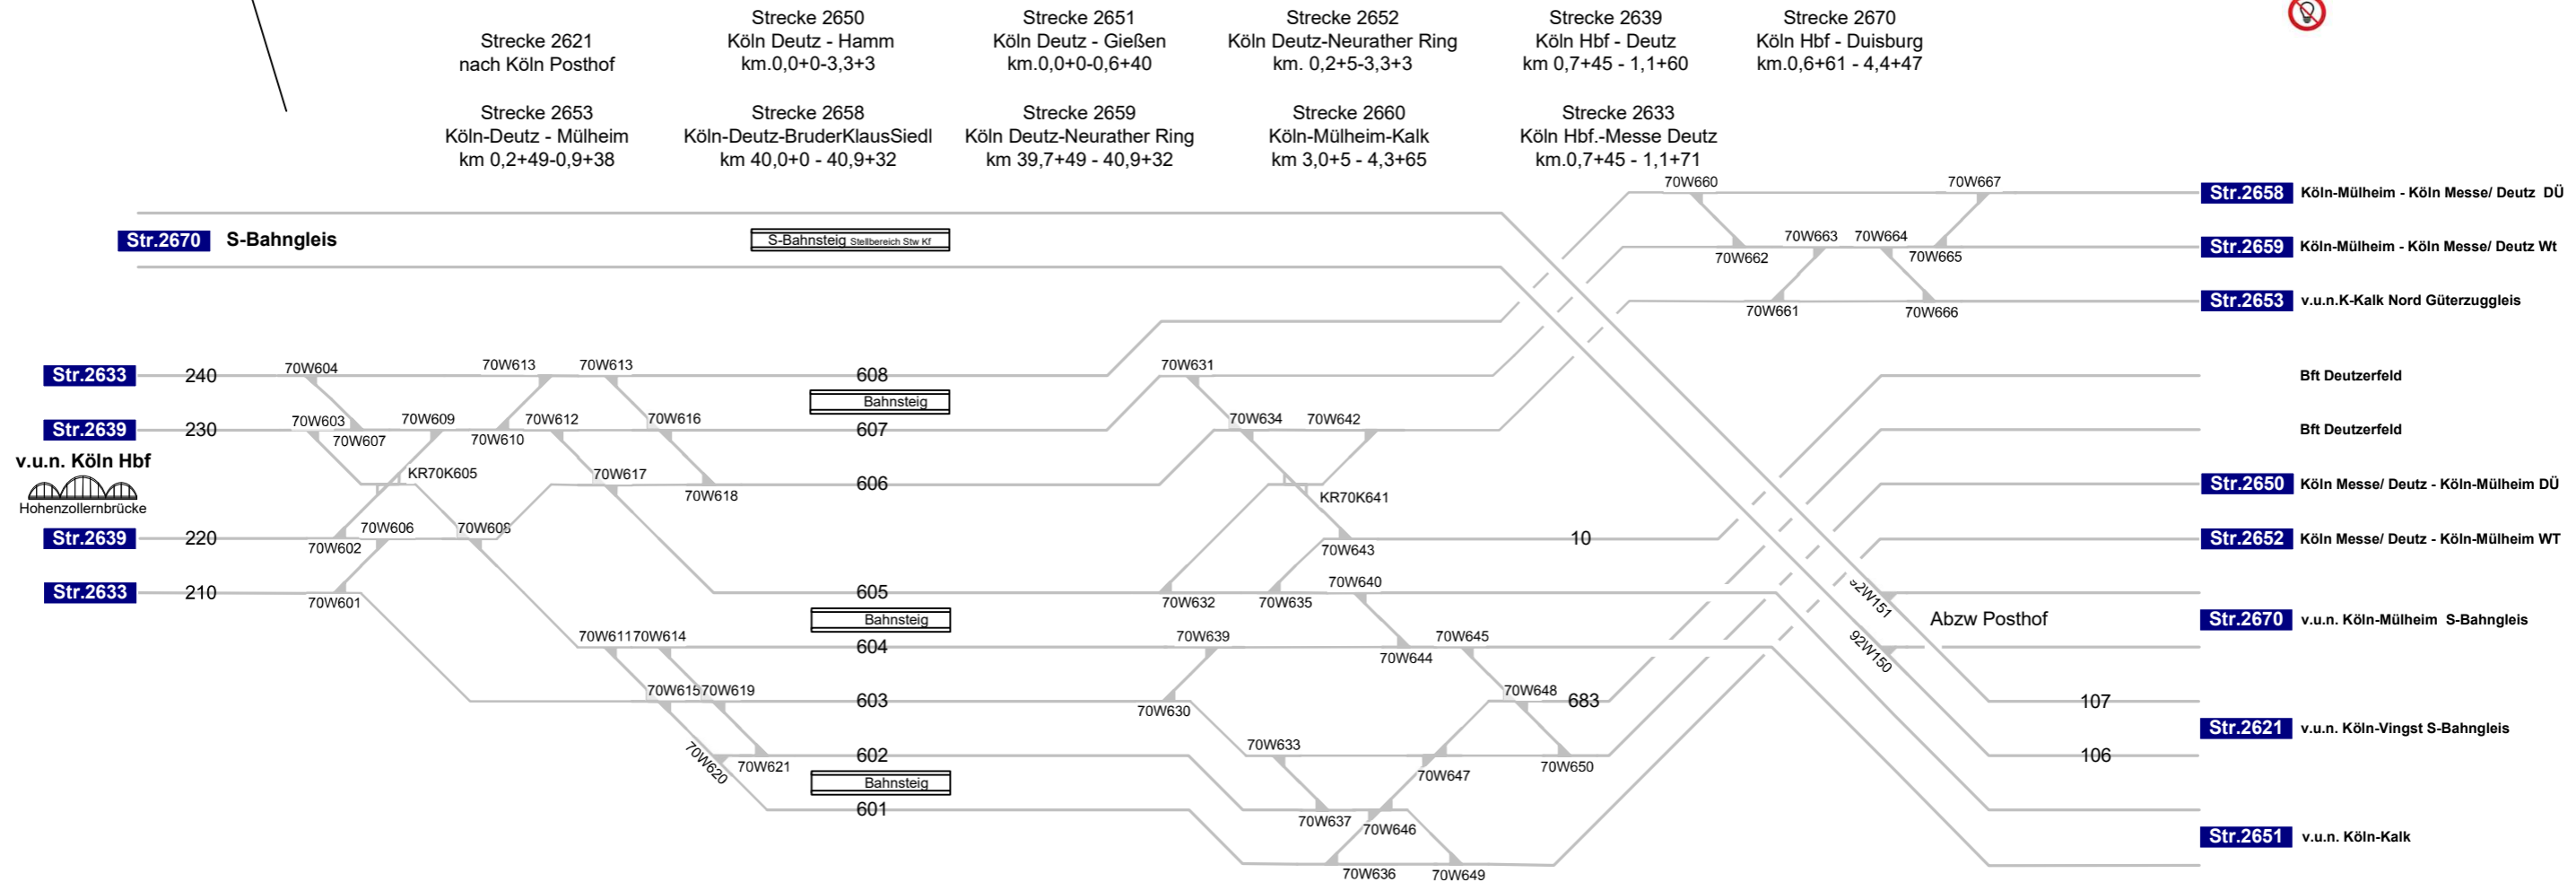 Strecke 2621
nach Köln Posthof
Strecke 2650
Köln Deutz - Hamm
km.0,0+0-3,3+3
Strecke 2651
Köln Deutz - Gießen
km.0,0+0-0,6+40
Strecke 2652
Köln Deutz-Neurather Ring
km. 0,2+5-3,3+3
Strecke 2639
Köln Hbf - Deutz
km 0,7+45 - 1,1+60
Strecke 2670
Köln Hbf - Duisburg
km.0,6+61 - 4,4+47
Strecke 2653
Köln-Deutz - Mülheim
km 0,2+49-0,9+38
Strecke 2658
Köln-Deutz-BruderKlausSiedl
km 40,0+0 - 40,9+32
Strecke 2659
Köln Deutz-Neurather Ring
km 39,7+49 - 40,9+32
Strecke 2660
Köln-Mülheim-Kalk
km 3,0+5 - 4,3+65
Strecke 2633
Köln Hbf.-Messe Deutz
km.0,7+45 - 1,1+71
70W660 70W667
Str.2658 Köln-Mülheim - Köln Messe/ Deutz DÜ
Str.2670 S-Bahngleis
S-Bahnsteig Stellbereich Stw Kf
70W663 70W664
Str.2659 Köln-Mülheim - Köln Messe/ Deutz Wt
70W662 70W665
Str.2653 v.u.n.K-Kalk Nord Güterzuggleis
70W661 70W666
70W604 70W613 70W613 70W631
Str.2633 240 608 Bft Deutzerfeld
Bahnsteig
70W603 70W609 70W612 70W616 70W634 70W642
Str.2639 230 607 Bft Deutzerfeld
70W607 70W610
v.u.n. Köln Hbf
KR70K605 70W617
606 Str.2650 Köln Messe/ Deutz - Köln-Mülheim DÜ
70W618 KR70K641
Hohenzollernbrücke
70W606 70W608
Str.2639 220 10 Str.2652 Köln Messe/ Deutz - Köln-Mülheim WT
70W602 70W643
70W640
Str.2633 210 605
70W601 70W632 70W635 92W151
Bahnsteig Abzw Posthof Str.2670 v.u.n. Köln-Mülheim S-Bahngleis
70W611 70W614 70W639 70W645
604
70W644 92W150
70W615 70W619 70W648
603 683 107
70W630
Str.2621 v.u.n. Köln-Vingst S-Bahngleis
70W633
602 106
70W620 70W621 70W647 70W650
Bahnsteig
601
70W637 70W646
Str.2651 v.u.n. Köln-Kalk
70W636 70W649